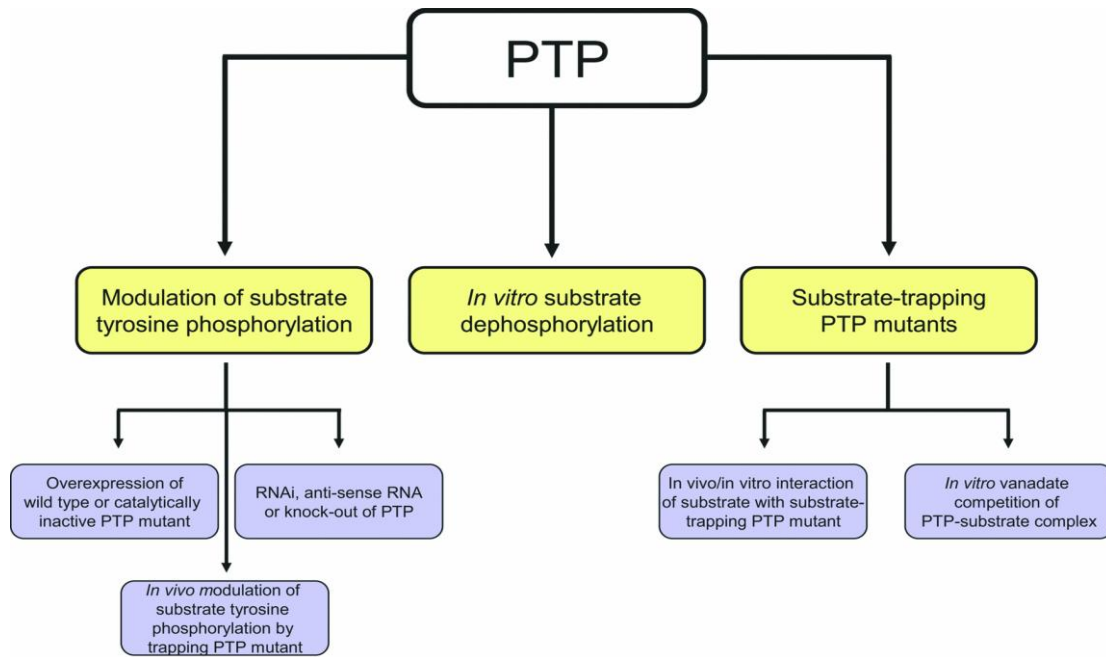 PTP
Modulation of substrate
tyrosine phosphorylation
In vitro substrate
dephosphorylation
Substrate-trapping
PTP mutants
Overexpression of
wild type or catalytically
inactive PTP mutant
RNAi, anti-sense RNA
or knock-out of PTP
In vivo modulation of
substrate tyrosine
phosphorylation by
trapping PTP mutant
In vivo/in vitro interaction
of substrate with substrate-
trapping PTP mutant
In vitro vanadate
competition of
PTP-substrate complex